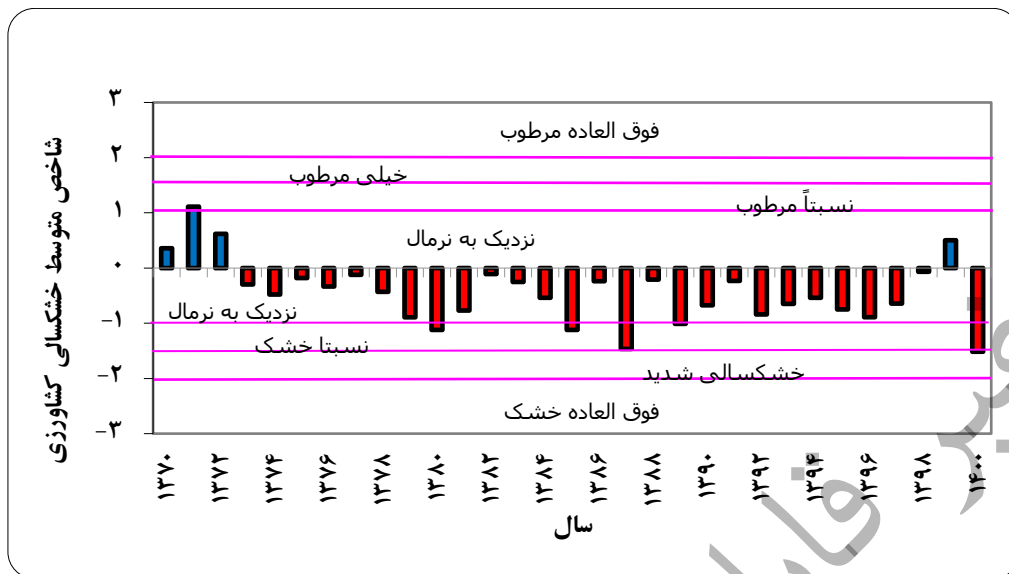 ۳
فوق العاده مرطوب
۲
خیلی مرطوب
نسبتاً مرطوب
۱
نزدیک به نرمال
۰
نزدیک به نرمال
−۱
نسبتا خشک
−۲
خشکسالی شدید
فوق العاده خشک
−۳
شاخص متوسط خشکسالی کشاورزی
۱۳۷۰ ۱۳۷۲ ۱۳۷۴ ۱۳۷۶ ۱۳۷۸ ۱۳۸۰ ۱۳۸۲ ۱۳۸۴ ۱۳۸۶ ۱۳۸۸ ۱۳۹۰ ۱۳۹۲ ۱۳۹۴ ۱۳۹۶ ۱۳۹۸ ۱۴۰۰
سال